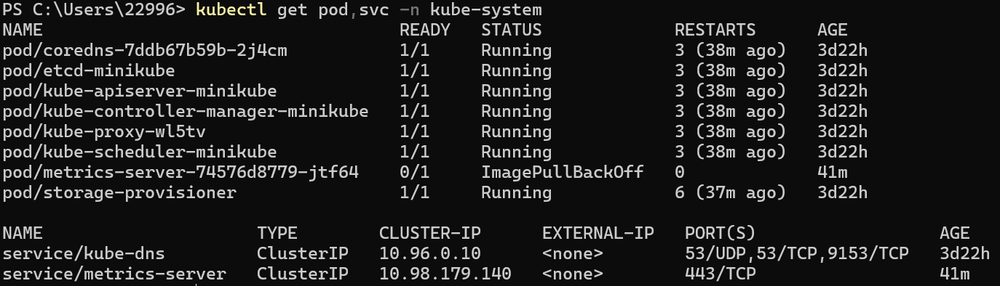 PS C:\Users\22996> kubectl get pod,svc -n kube-system
NAME                                   READY   STATUS             RESTARTS      AGE
pod/coredns-7ddb67b59b-2j4cm           1/1     Running            3 (38m ago)   3d22h
pod/etcd-minikube                      1/1     Running            3 (38m ago)   3d22h
pod/kube-apiserver-minikube            1/1     Running            3 (38m ago)   3d22h
pod/kube-controller-manager-minikube   1/1     Running            3 (38m ago)   3d22h
pod/kube-proxy-wl5tv                   1/1     Running            3 (38m ago)   3d22h
pod/kube-scheduler-minikube            1/1     Running            3 (38m ago)   3d22h
pod/metrics-server-74576d8779-jtf64    0/1     ImagePullBackOff   0             41m
pod/storage-provisioner                1/1     Running            6 (37m ago)   3d22h

NAME                     TYPE        CLUSTER-IP      EXTERNAL-IP   PORT(S)                  AGE
service/kube-dns         ClusterIP   10.96.0.10      <none>        53/UDP,53/TCP,9153/TCP   3d22h
service/metrics-server   ClusterIP   10.98.179.140   <none>        443/TCP                  41m